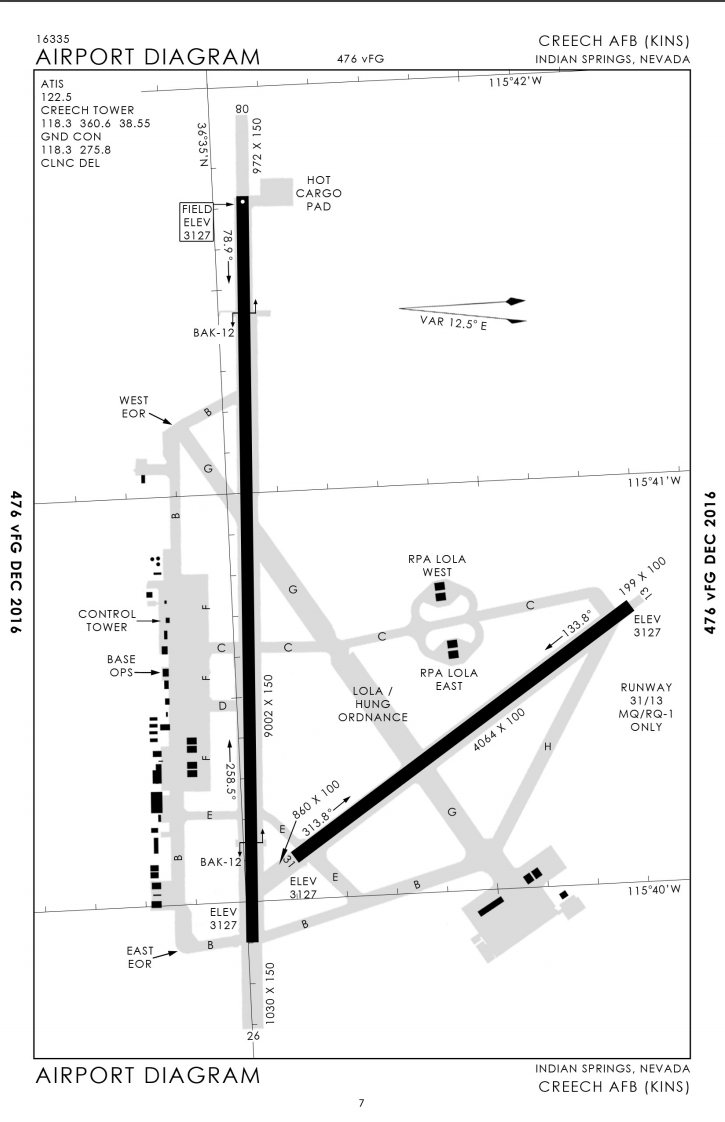 16335
AIRPORT DIAGRAM
476 vFG
CREECH AFB (KINS)
INDIAN SPRINGS, NEVADA
ATIS
122.5
CREECH TOWER
118.3 360.6 38.55
GND CON
118.3 275.8
CLNC DEL
115°42'W
36°35'N
08
972 X 150
HOT
CARGO
PAD
FIELD
ELEV
3127
78.9°
BAK-12
VAR 12.5° E
WEST
EOR
B
G
115°41'W
B
476 vFG DEC 2016
476 vFG DEC 2016
RPA LOLA
WEST
G
F
C
199 X 100
13
CONTROL
TOWER
C
C
C
133.8°
ELEV
3127
BASE
OPS
F
RPA LOLA
EAST
D
9002 X 150
LOLA /
HUNG
ORDNANCE
RUNWAY
31/13
MQ/RQ-1
ONLY
4064 X 100
H
F
258.5°
860 X 100
313.8°
E
E
G
B
BAK-12
31
E
B
ELEV
3127
115°40'W
ELEV
3127
B
EAST
EOR
B
1030 X 150
26
AIRPORT DIAGRAM
INDIAN SPRINGS, NEVADA
CREECH AFB (KINS)
7